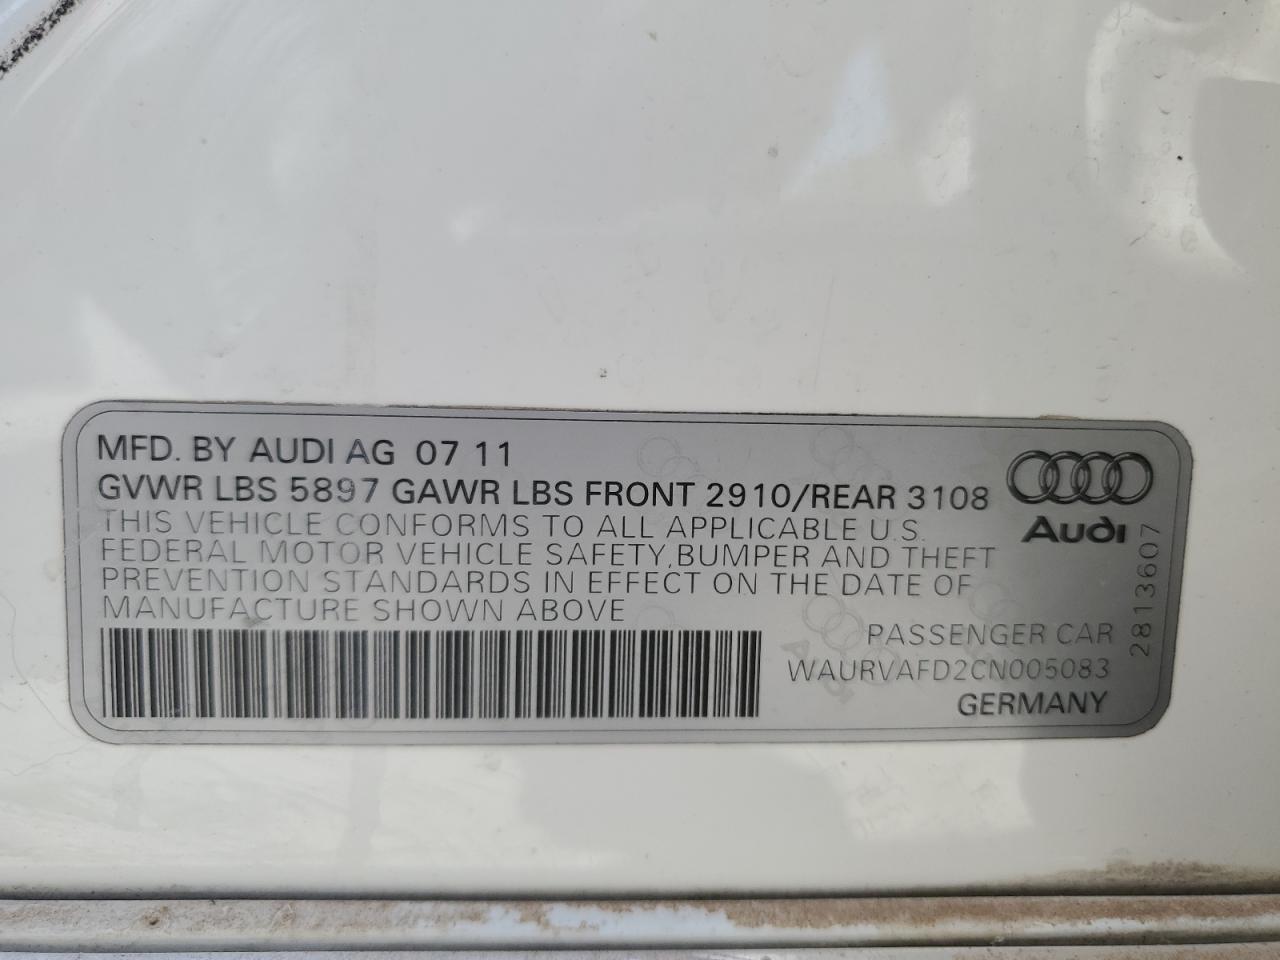 MFD. BY AUDI AG 07 11
GVWR LBS 5897 GAWR LBS FRONT 2910/REAR 3108
THIS VEHICLE CONFORMS TO ALL APPLICABLE U.S.
FEDERAL MOTOR VEHICLE SAFETY,BUMPER AND THEFT
PREVENTION STANDARDS IN EFFECT ON THE DATE OF
MANUFACTURE SHOWN ABOVE
Audi
2813607
PASSENGER CAR
WAURVAFD2CN005083
GERMANY